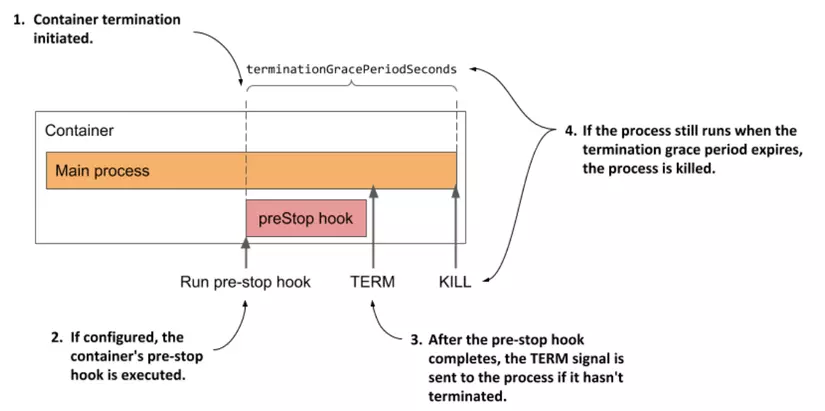 1. Container termination
initiated.
terminationGracePeriodSeconds
Container
Main process
preStop hook
4. If the process still runs when the
termination grace period expires,
the process is killed.
Run pre-stop hook
TERM
KILL
2. If configured, the
container's pre-stop
hook is executed.
3. After the pre-stop hook
completes, the TERM signal is
sent to the process if it hasn't
terminated.